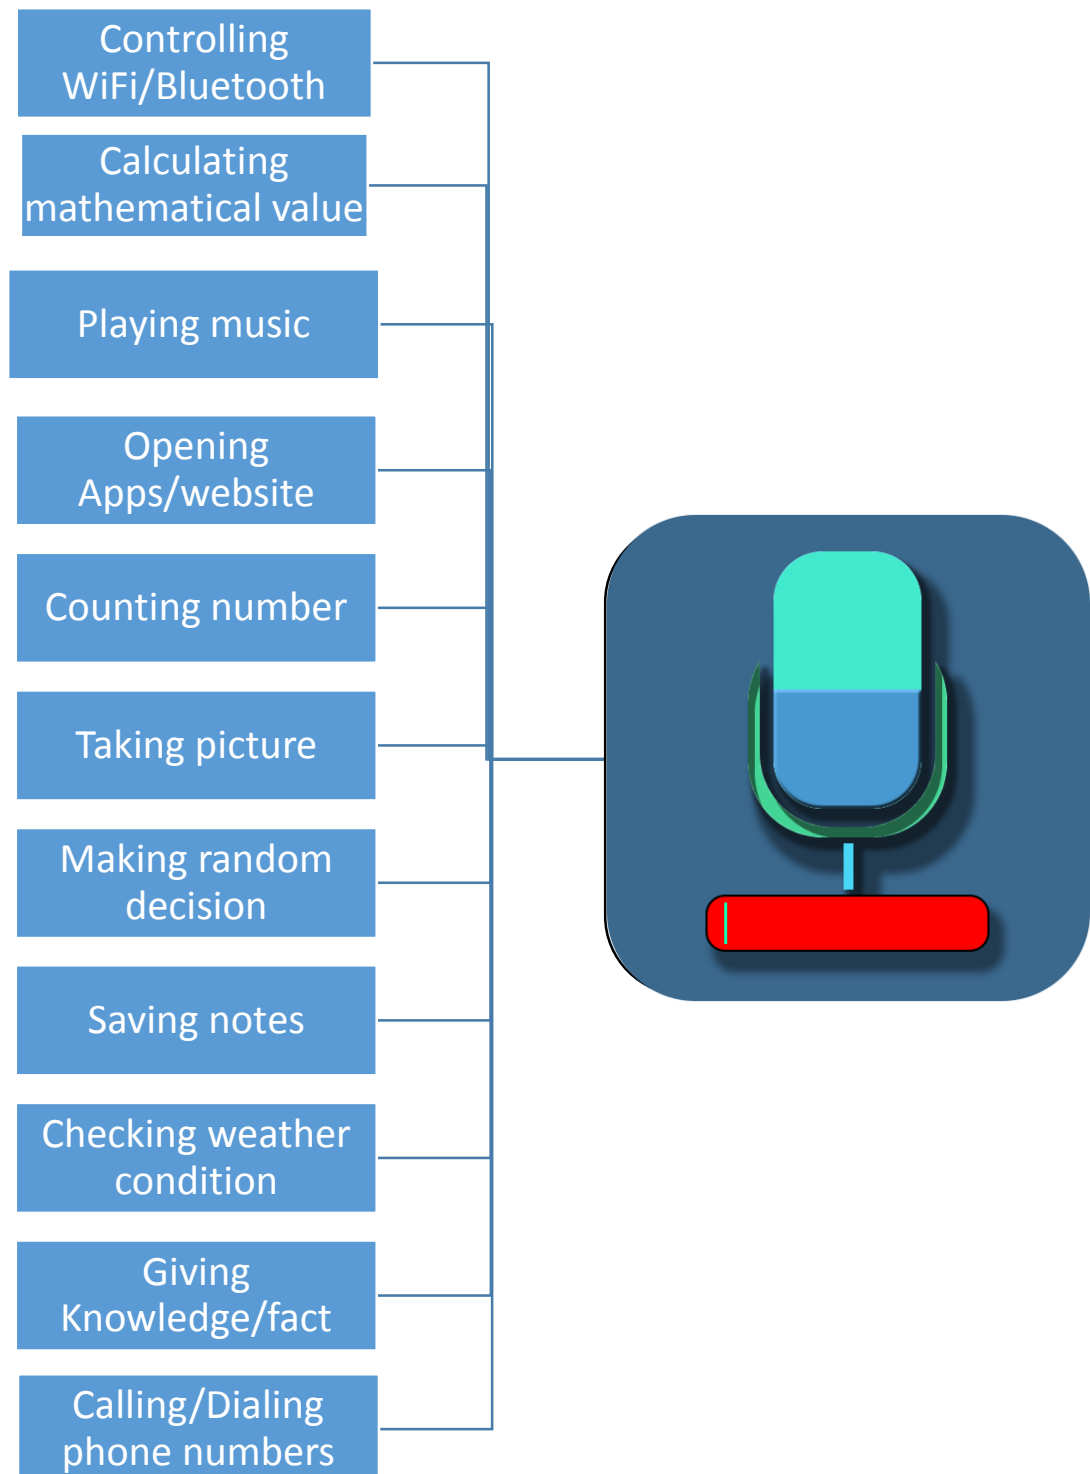 Controlling
WiFi/Bluetooth
Calculating
mathematical value
Playing music
Opening
Apps/website
Counting number
Taking picture
Making random
decision
Saving notes
Checking weather
condition
Giving
Knowledge/fact
Calling/Dialing
phone numbers